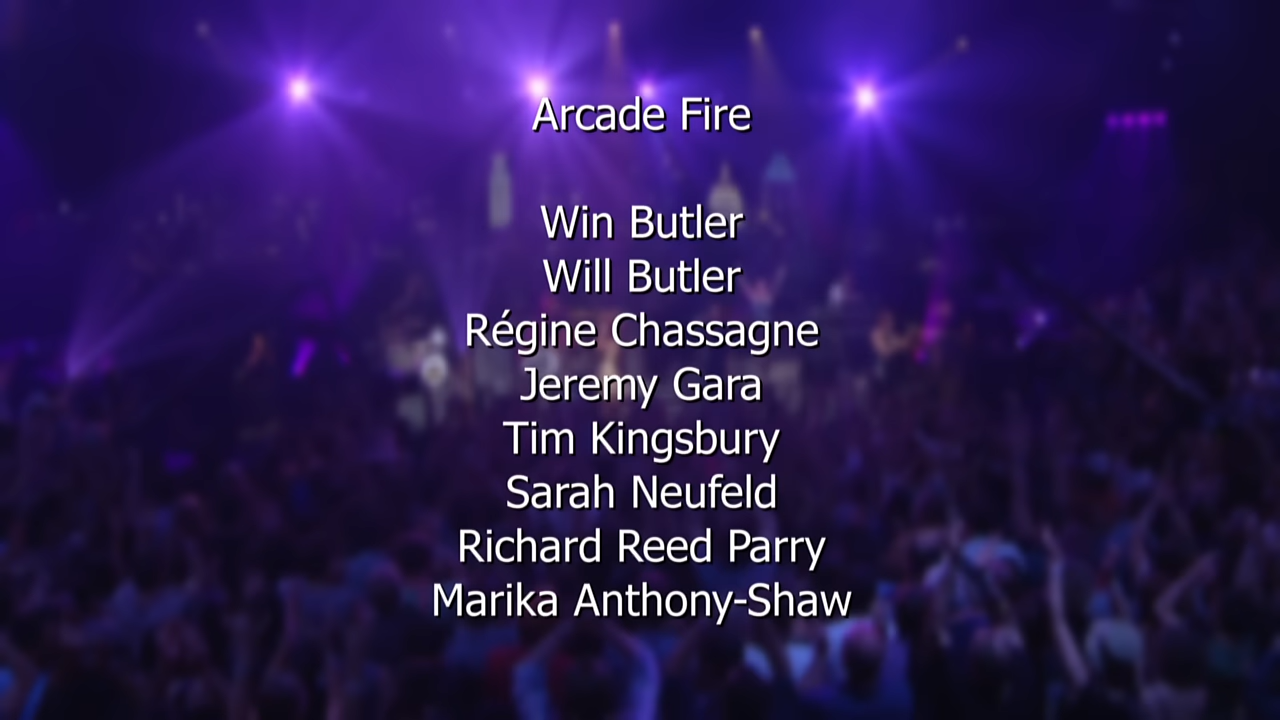 Arcade Fire
Win Butler
Will Butler
Régine Chassagne
Jeremy Gara
Tim Kingsbury
Sarah Neufeld
Richard Reed Parry
Marika Anthony-Shaw